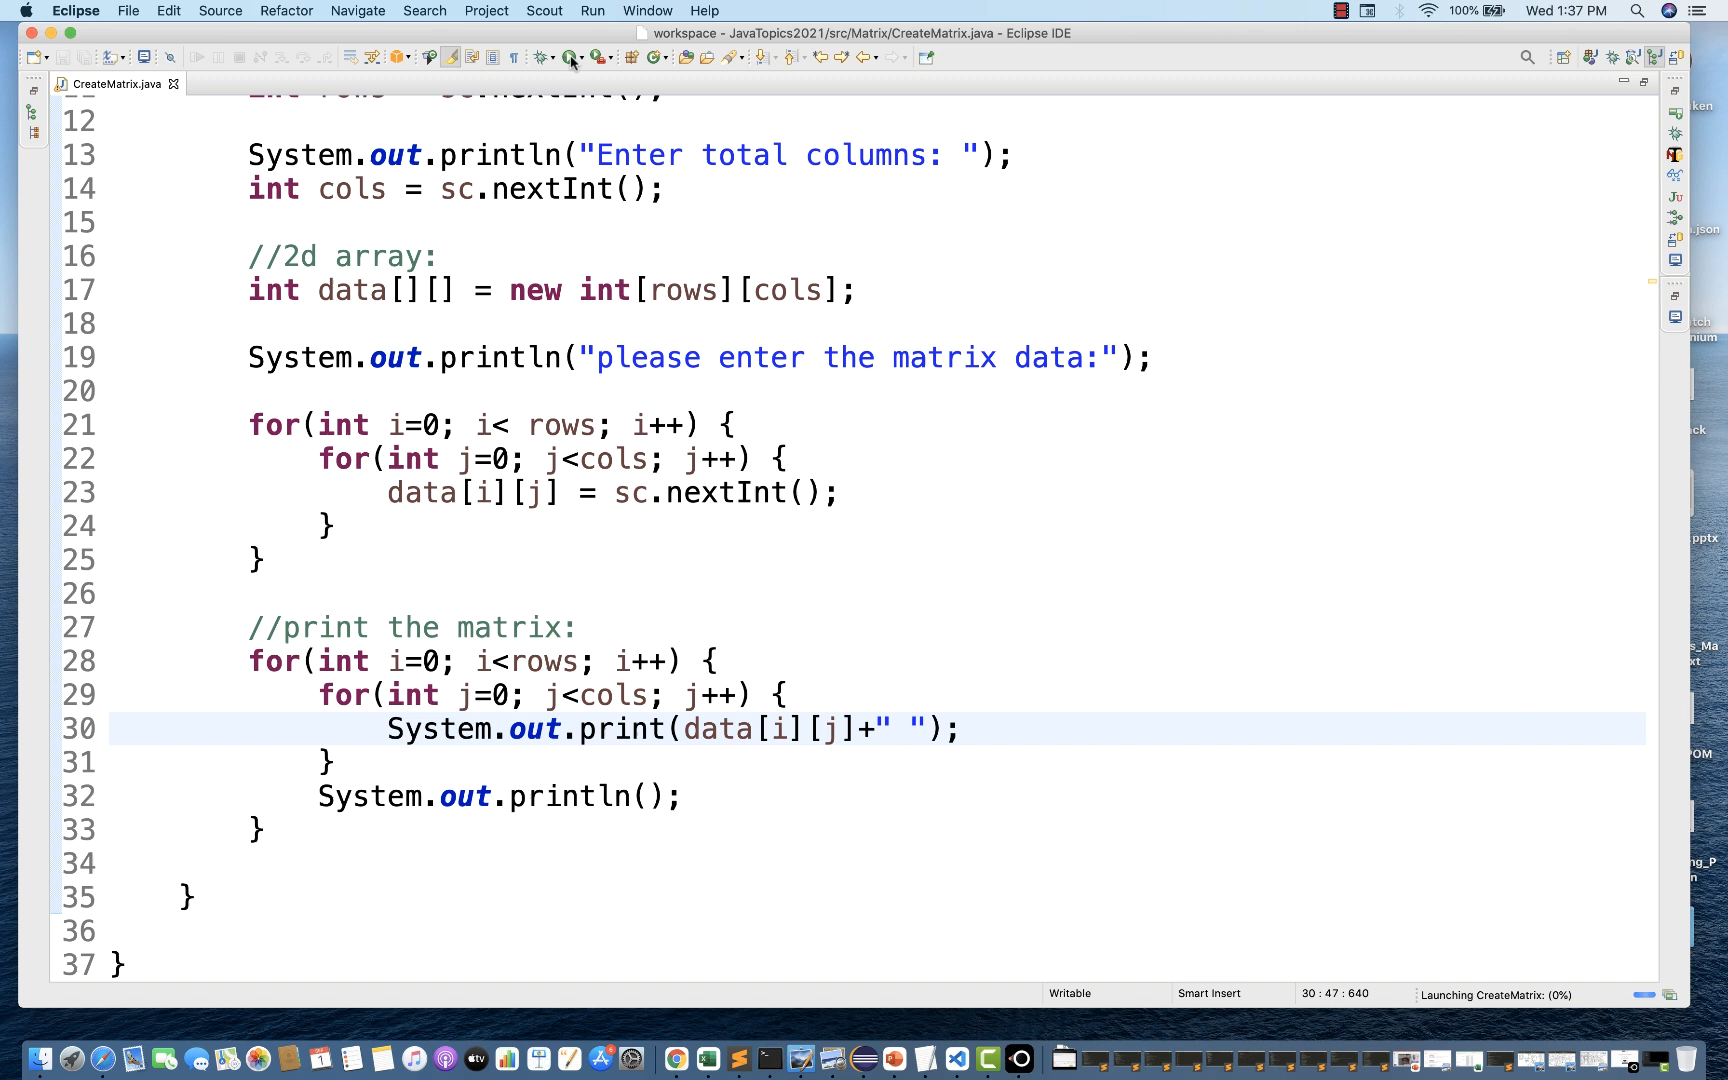 Eclipse File Edit Source Refactor Navigate Search Project Scout Run Window Help 100% Wed 1:37 PM
workspace - JavaTopics2021/src/Matrix/CreateMatrix.java - Eclipse IDE
CreateMatrix.java
12
13 System.out.println("Enter total columns: ");
14 int cols = sc.nextInt();
15
16 //2d array:
17 int data[][] = new int[rows][cols];
18
19 System.out.println("please enter the matrix data:");
20
21 for(int i=0; i< rows; i++) {
22 for(int j=0; j<cols; j++) {
23 data[i][j] = sc.nextInt();
24 }
25 }
26
27 //print the matrix:
28 for(int i=0; i<rows; i++) {
29 for(int j=0; j<cols; j++) {
30 System.out.print(data[i][j]+" ");
31 }
32 System.out.println();
33 }
34
35 }
36
37 }
Writable Smart Insert 30 : 47 : 640 Launching CreateMatrix: (0%)